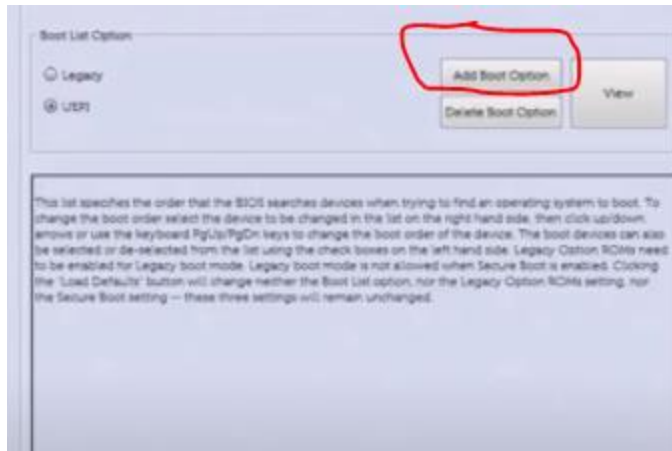 Boot List Option
Legacy
UEFI
Add Boot Option
Delete Boot Option
View
This list specifies the order that the BIOS searches devices when trying to find an operating system to boot. To
change the boot order select the device to be changed in the list on the right hand side, then click up/down
arrows or use the keyboard PgUp/PgDn keys to change the boot order of the device. The boot devices can also
be selected or de-selected from the list using the check boxes on the left hand side. Legacy Option ROMs need
to be enabled for Legacy boot mode. Legacy boot mode is not allowed when Secure Boot is enabled. Clicking
the 'Load Defaults' button will change neither the Boot List option, nor the Legacy Option ROMs setting, nor
the Secure Boot setting — these three settings will remain unchanged.